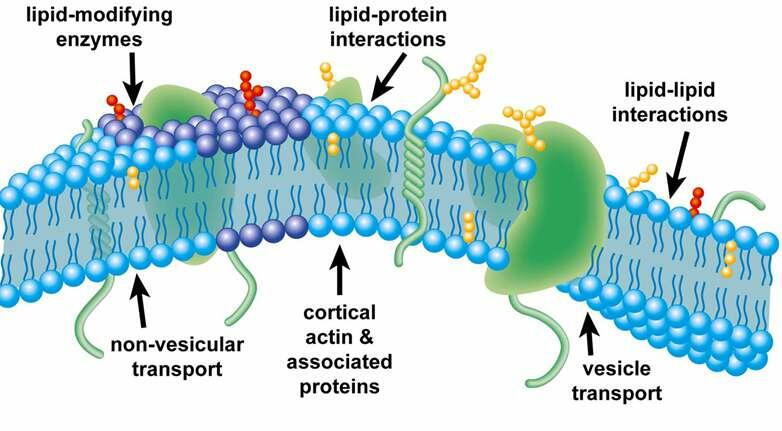 lipid-modifying
enzymes
lipid-protein
interactions
lipid-lipid
interactions
non-vesicular
transport
cortical
actin &
associated
proteins
vesicle
transport